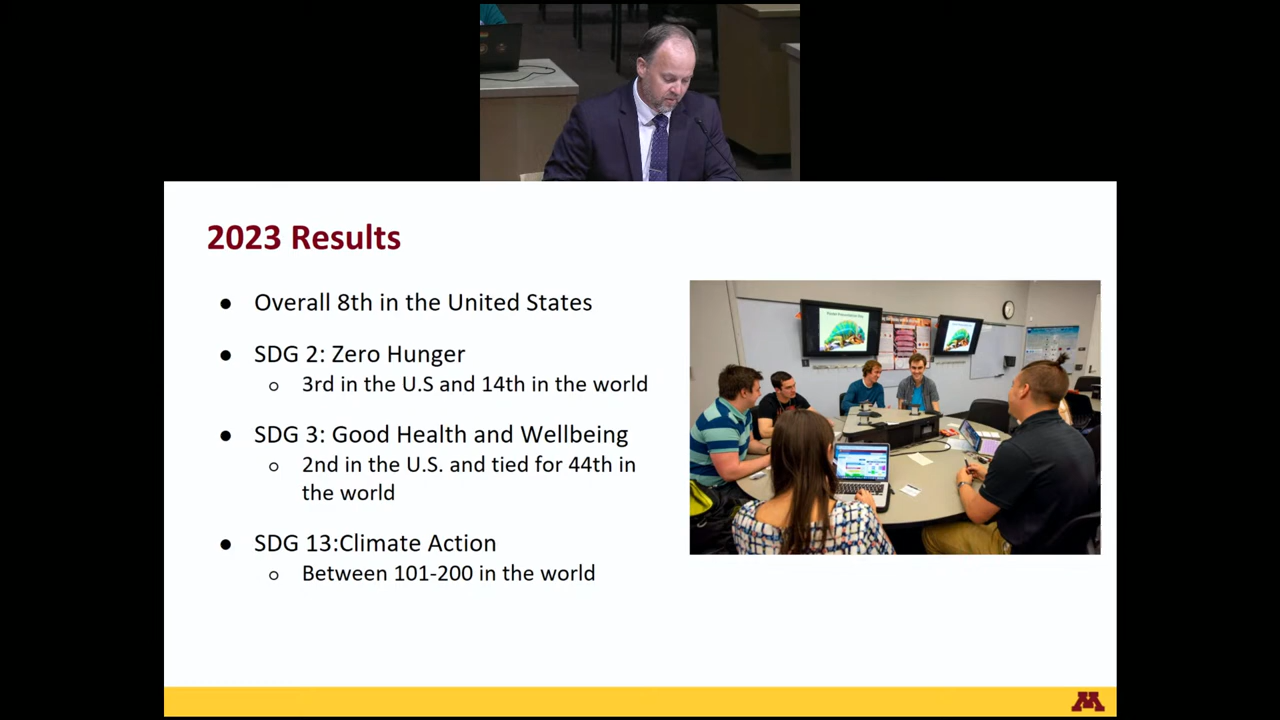 2023 Results
● Overall 8th in the United States
● SDG 2: Zero Hunger
○ 3rd in the U.S and 14th in the world
● SDG 3: Good Health and Wellbeing
○ 2nd in the U.S. and tied for 44th in
the world
● SDG 13:Climate Action
○ Between 101-200 in the world
M